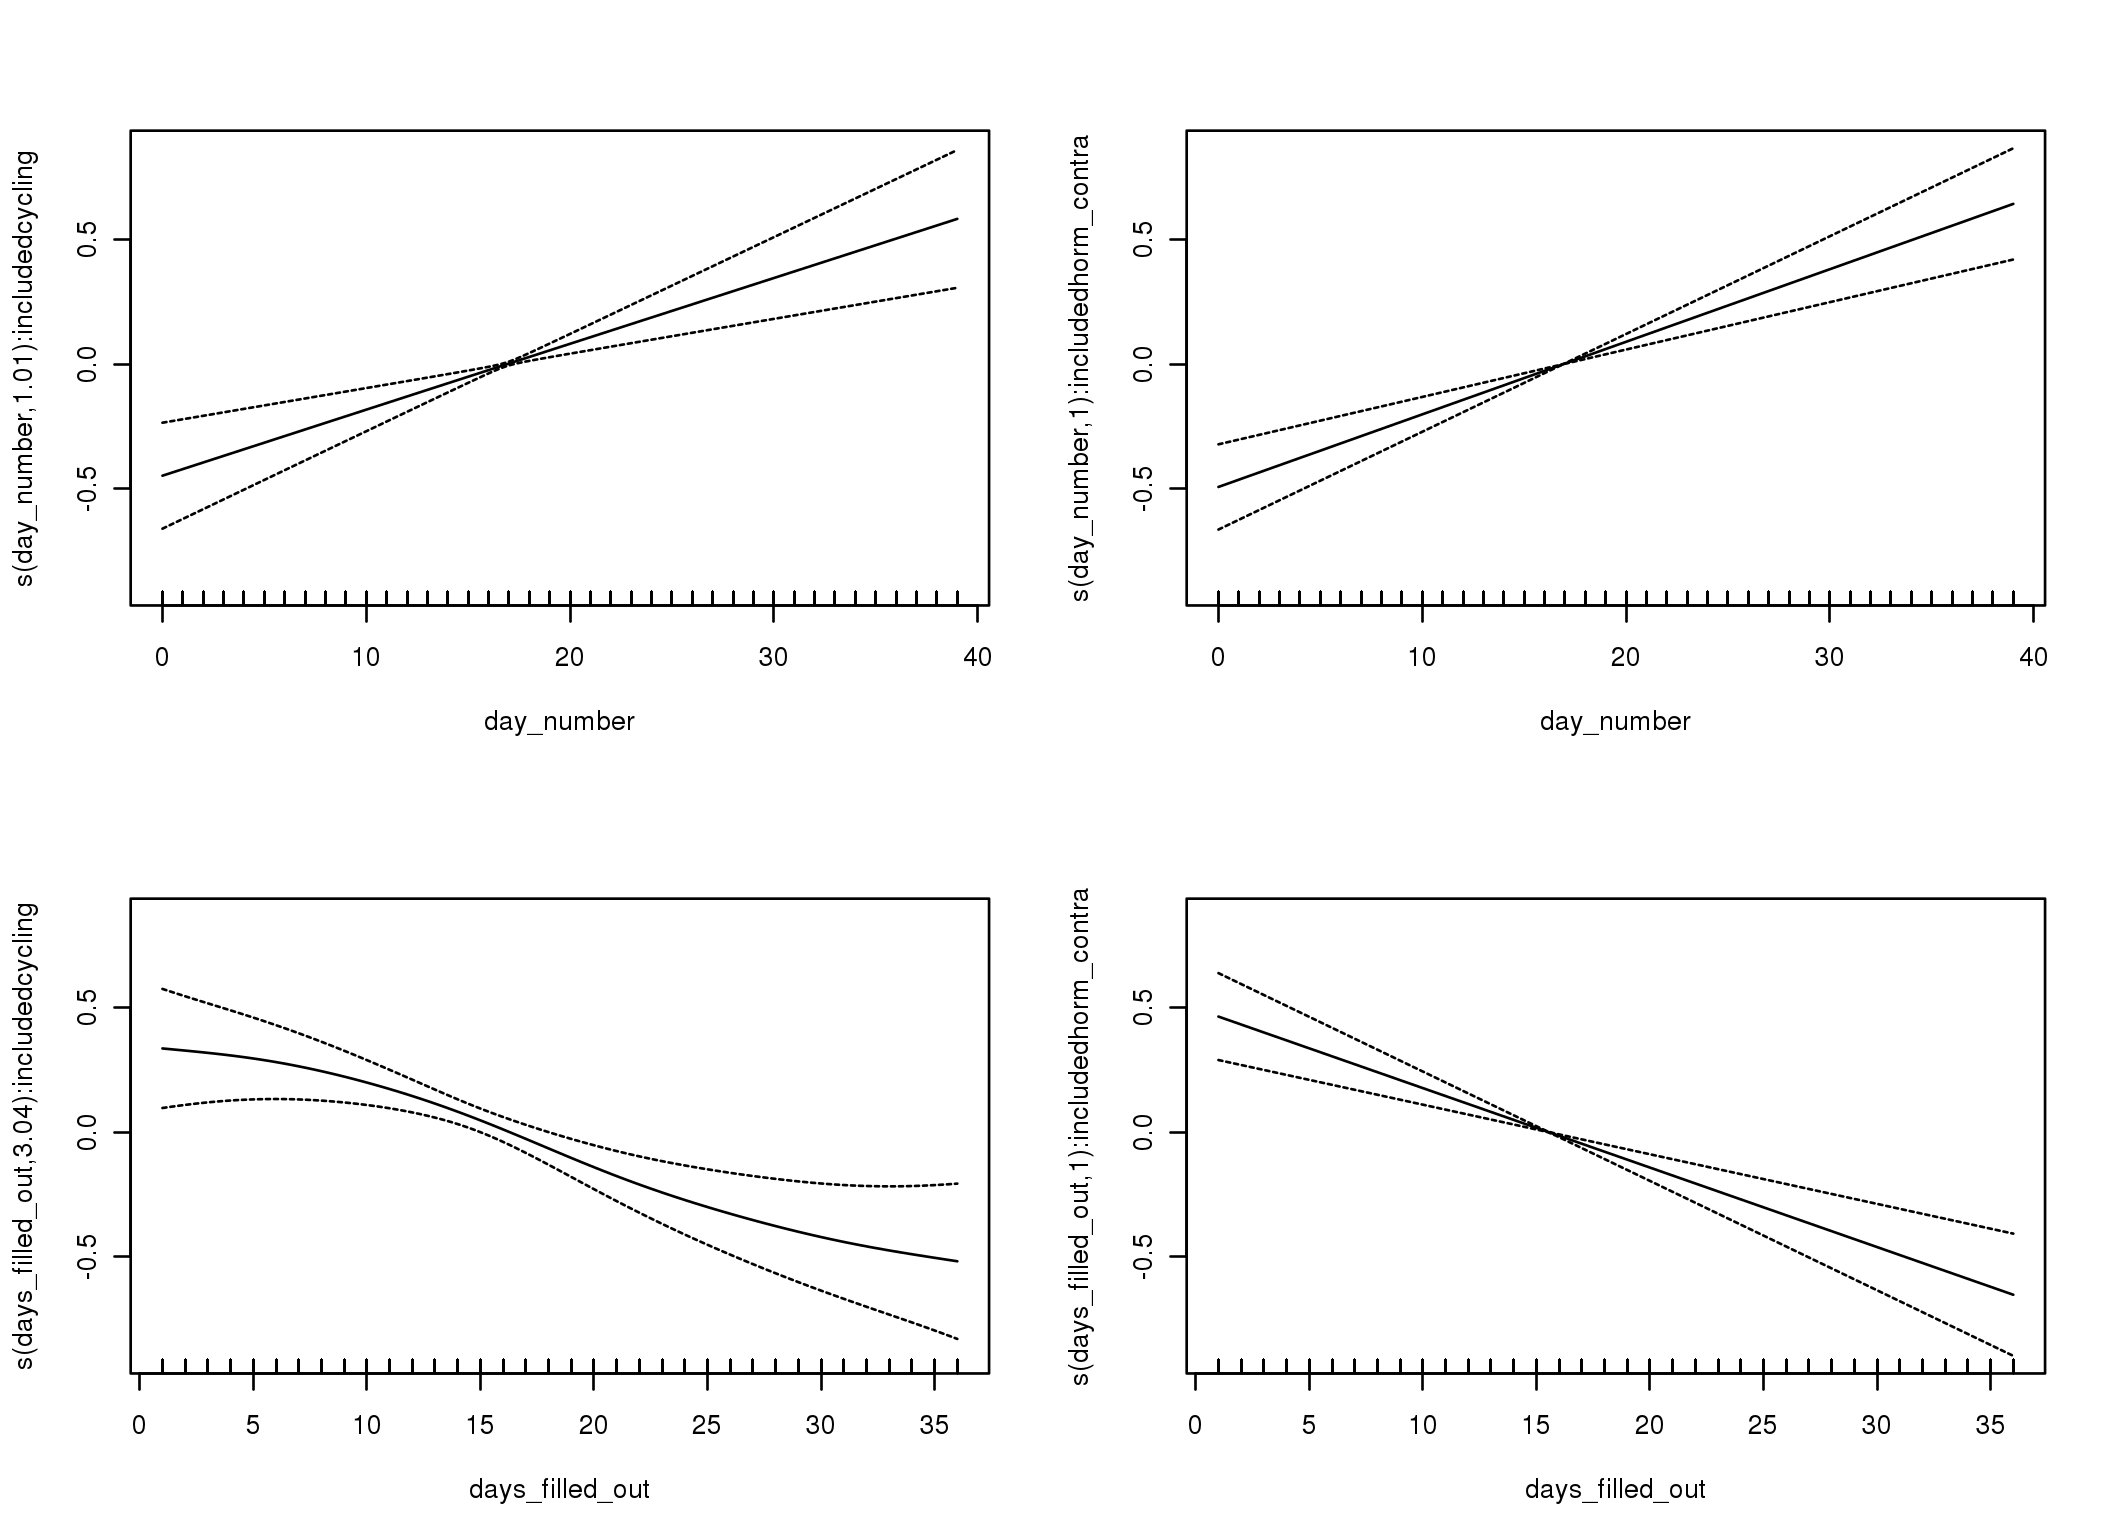 s(day_number,1.01):includedcycling
0.5
0.0
-0.5
0 10 20 30 40
day_number
s(day_number,1):includedhorm_contra
0.5
0.0
-0.5
0 10 20 30 40
day_number
s(days_filled_out,3.04):includedcycling
0.5
0.0
-0.5
0 5 10 15 20 25 30 35
days_filled_out
s(days_filled_out,1):includedhorm_contra
0.5
0.0
-0.5
0 5 10 15 20 25 30 35
days_filled_out